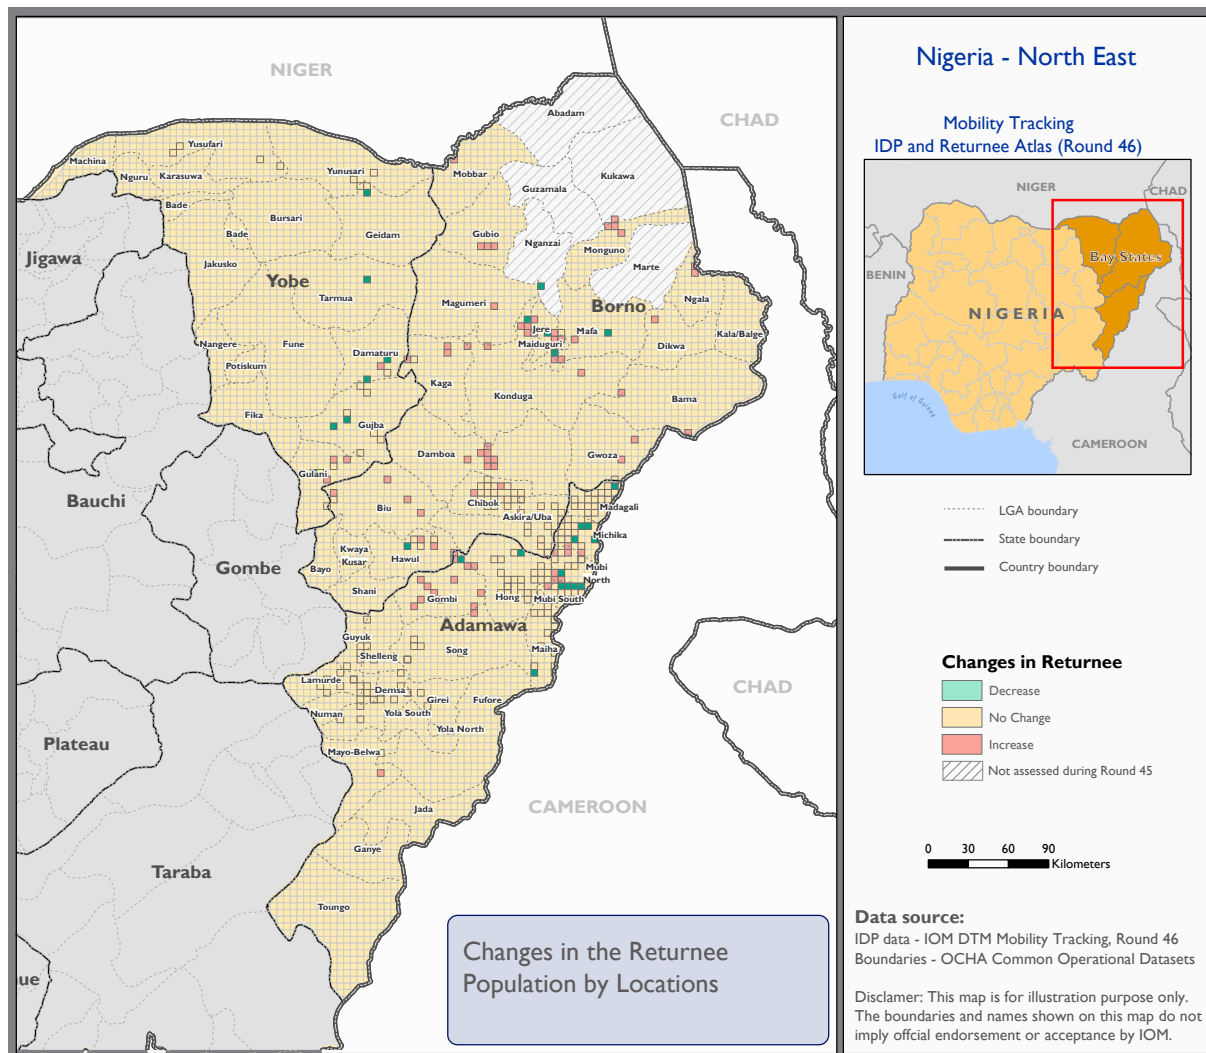 NIGER
CHAD
Abadam
Machina
Yusufari
Nguru
Karasuwa
Yunusari
Mobbar
Kukawa
Guzamala
Bade
Bursari
Bade
Geidam
Gubio
Nganzai
Monguno
Marte
Jigawa
Jakusko
Yobe
Tarmua
Magumeri
Borno
Ngala
Jere
Mafa
Kala/Balge
Nangere
Fune
Damaturu
Maiduguri
Dikwa
Potiskum
Kaga
Konduga
Bama
Fika
Gujba
Damboa
Gwoza
Gulani
Bauchi
Biu
Chibok
Madagali
Askira/Uba
Michika
Kwaya
Kusar
Hawul
Gombe
Bayo
Mubi
North
Shani
Gombi
Hong
Mubi South
Adamawa
Guyuk
Shelleng
Song
Maiha
Lamurde
Demsa
Girei
Fufore
CHAD
Numan
Yola South
Yola North
Plateau
Mayo-Belwa
CAMEROON
Jada
Ganye
Taraba
Toungo
ue
Changes in the Returnee
Population by Locations
Nigeria - North East
Mobility Tracking
IDP and Returnee Atlas (Round 46)
NIGER
CHAD
BENIN
Bay States
NIGERIA
Gulf of Guinea
CAMEROON
LGA boundary
State boundary
Country boundary
Changes in Returnee
Decrease
No Change
Increase
Not assessed during Round 45
0 30 60 90
Kilometers
Data source:
IDP data - IOM DTM Mobility Tracking, Round 46
Boundaries - OCHA Common Operational Datasets
Disclamer: This map is for illustration purpose only.
The boundaries and names shown on this map do not
imply offcial endorsement or acceptance by IOM.